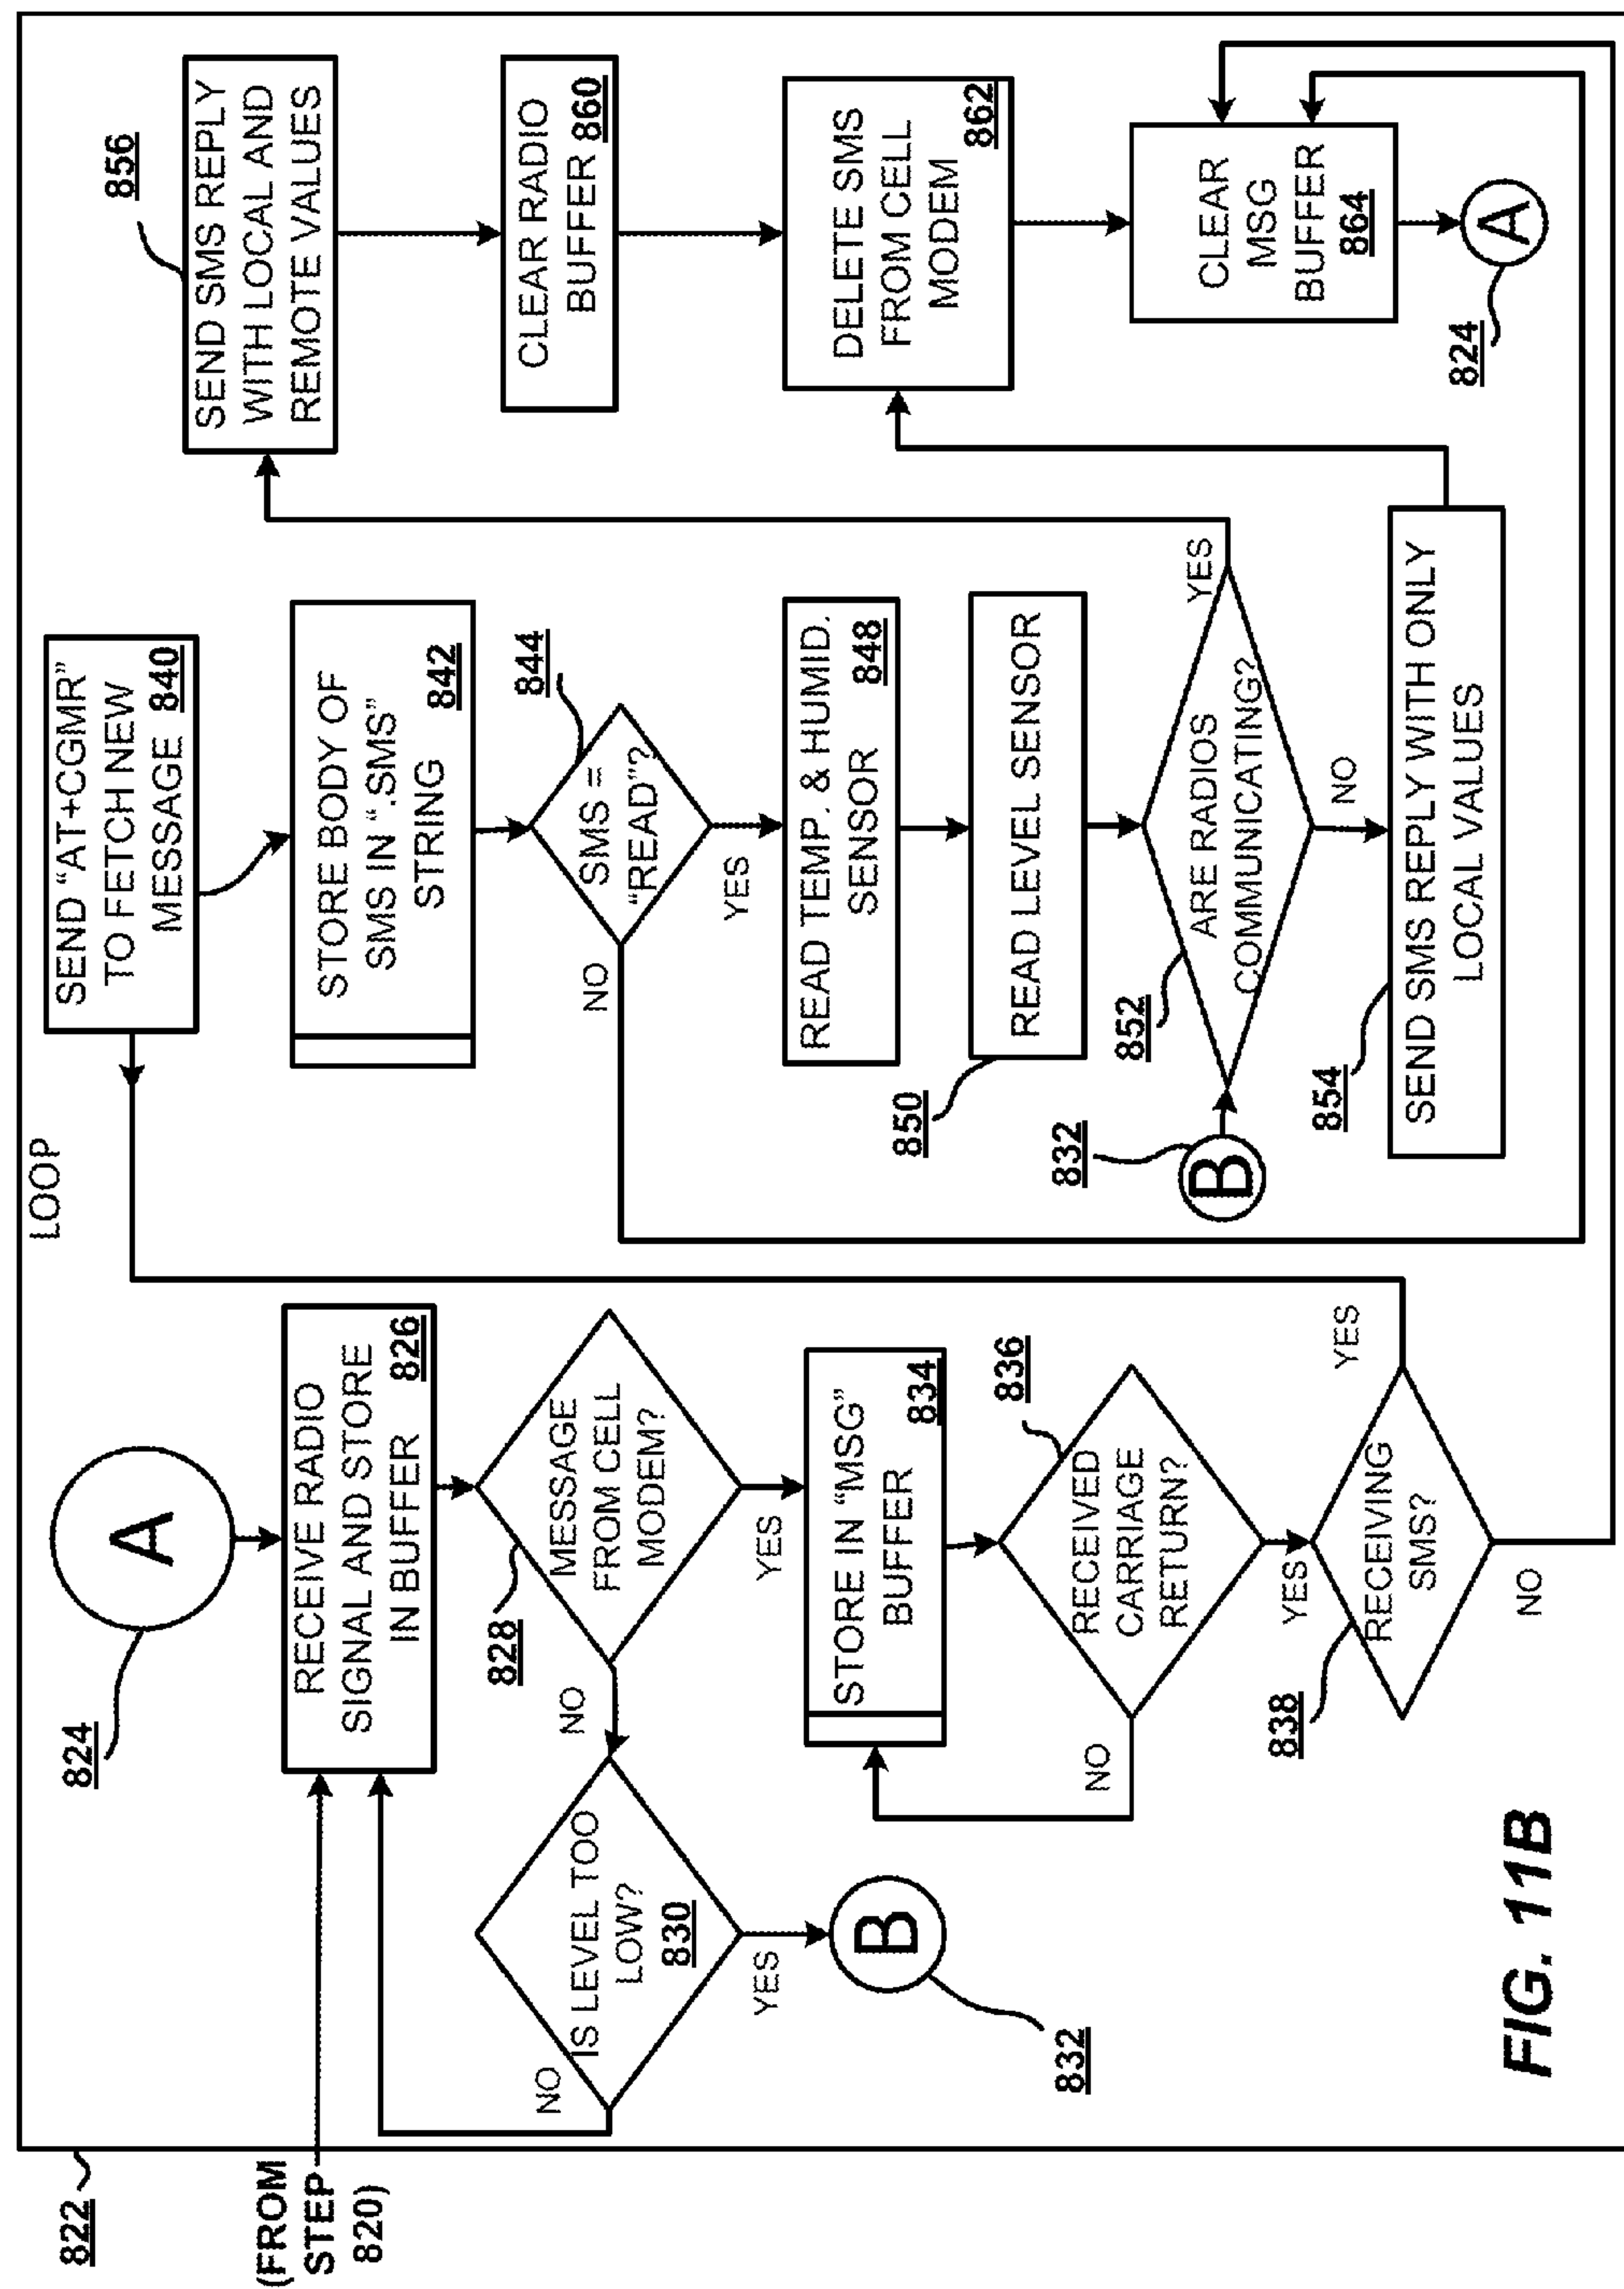 LOOP
822
(FROM
STEP
820)
824
A
RECEIVE RADIO
SIGNAL AND STORE
IN BUFFER 826
828
MESSAGE
FROM CELL
MODEM?
NO
YES
IS LEVEL TOO
LOW?
830
NO
YES
B
832
STORE IN "MSG"
BUFFER 834
836
RECEIVED
CARRIAGE
RETURN?
NO
YES
838
RECEIVING
SMS?
YES
NO
SEND "AT+CGMR"
TO FETCH NEW
MESSAGE 840
STORE BODY OF
SMS IN ".SMS"
STRING 842
844
SMS =
"READ"?
NO
YES
READ TEMP. & HUMID.
SENSOR 848
850
READ LEVEL SENSOR
832
B
852
ARE RADIOS
COMMUNICATING?
YES
NO
854
SEND SMS REPLY WITH ONLY
LOCAL VALUES
856
SEND SMS REPLY
WITH LOCAL AND
REMOTE VALUES
CLEAR RADIO
BUFFER 860
DELETE SMS
FROM CELL
MODEM 862
CLEAR
MSG
BUFFER
864
A
824
FIG. 11B